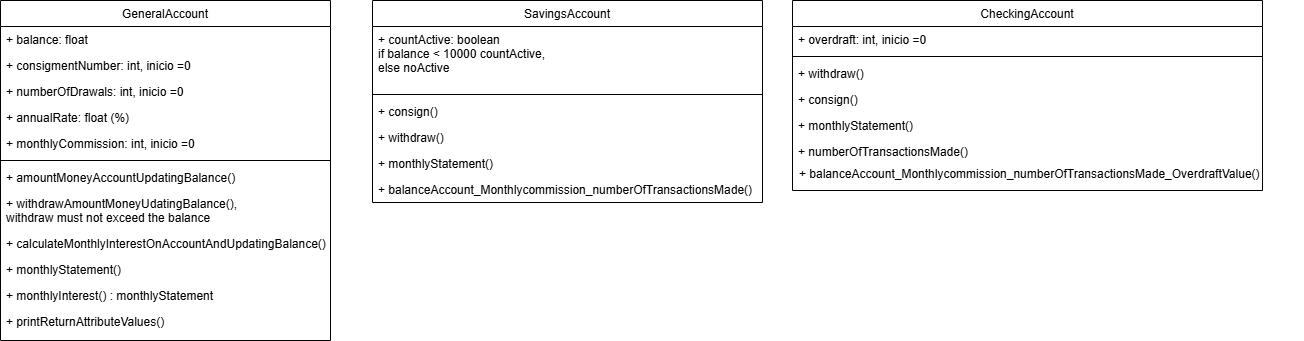 GeneralAccount
+ balance: float
+ consigmentNumber: int, inicio =0
+ numberOfDrawals: int, inicio =0
+ annualRate: float (%)
+ monthlyCommission: int, inicio =0
+ amountMoneyAccountUpdatingBalance()
+ withdrawAmountMoneyUdatingBalance(),
withdraw must not exceed the balance
+ calculateMonthlyInterestOnAccountAndUpdatingBalance()
+ monthlyStatement()
+ monthlyInterest() : monthlyStatement
+ printReturnAttributeValues()
SavingsAccount
+ countActive: boolean
if balance < 10000 countActive,
else noActive
+ consign()
+ withdraw()
+ monthlyStatement()
+ balanceAccount_Monthlycommission_numberOfTransactionsMade()
CheckingAccount
+ overdraft: int, inicio =0
+ withdraw()
+ consign()
+ monthlyStatement()
+ numberOfTransactionsMade()
+ balanceAccount_Monthlycommission_numberOfTransactionsMade_OverdraftValue()